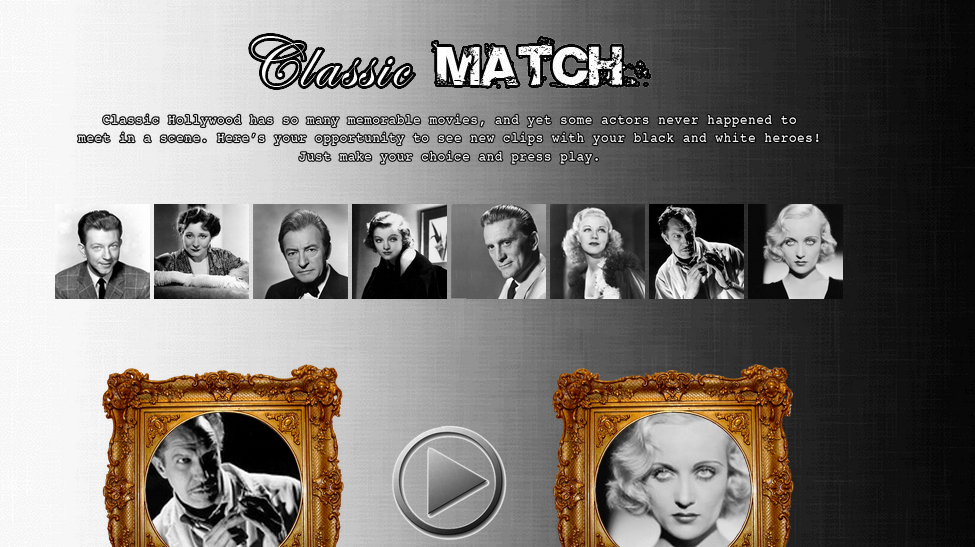 Classic MATCH
Classic Hollywood has so many memorable movies, and yet some actors never happened to
meet in a scene. Here's your opportunity to see new clips with your black and white heroes!
Just make your choice and press play.